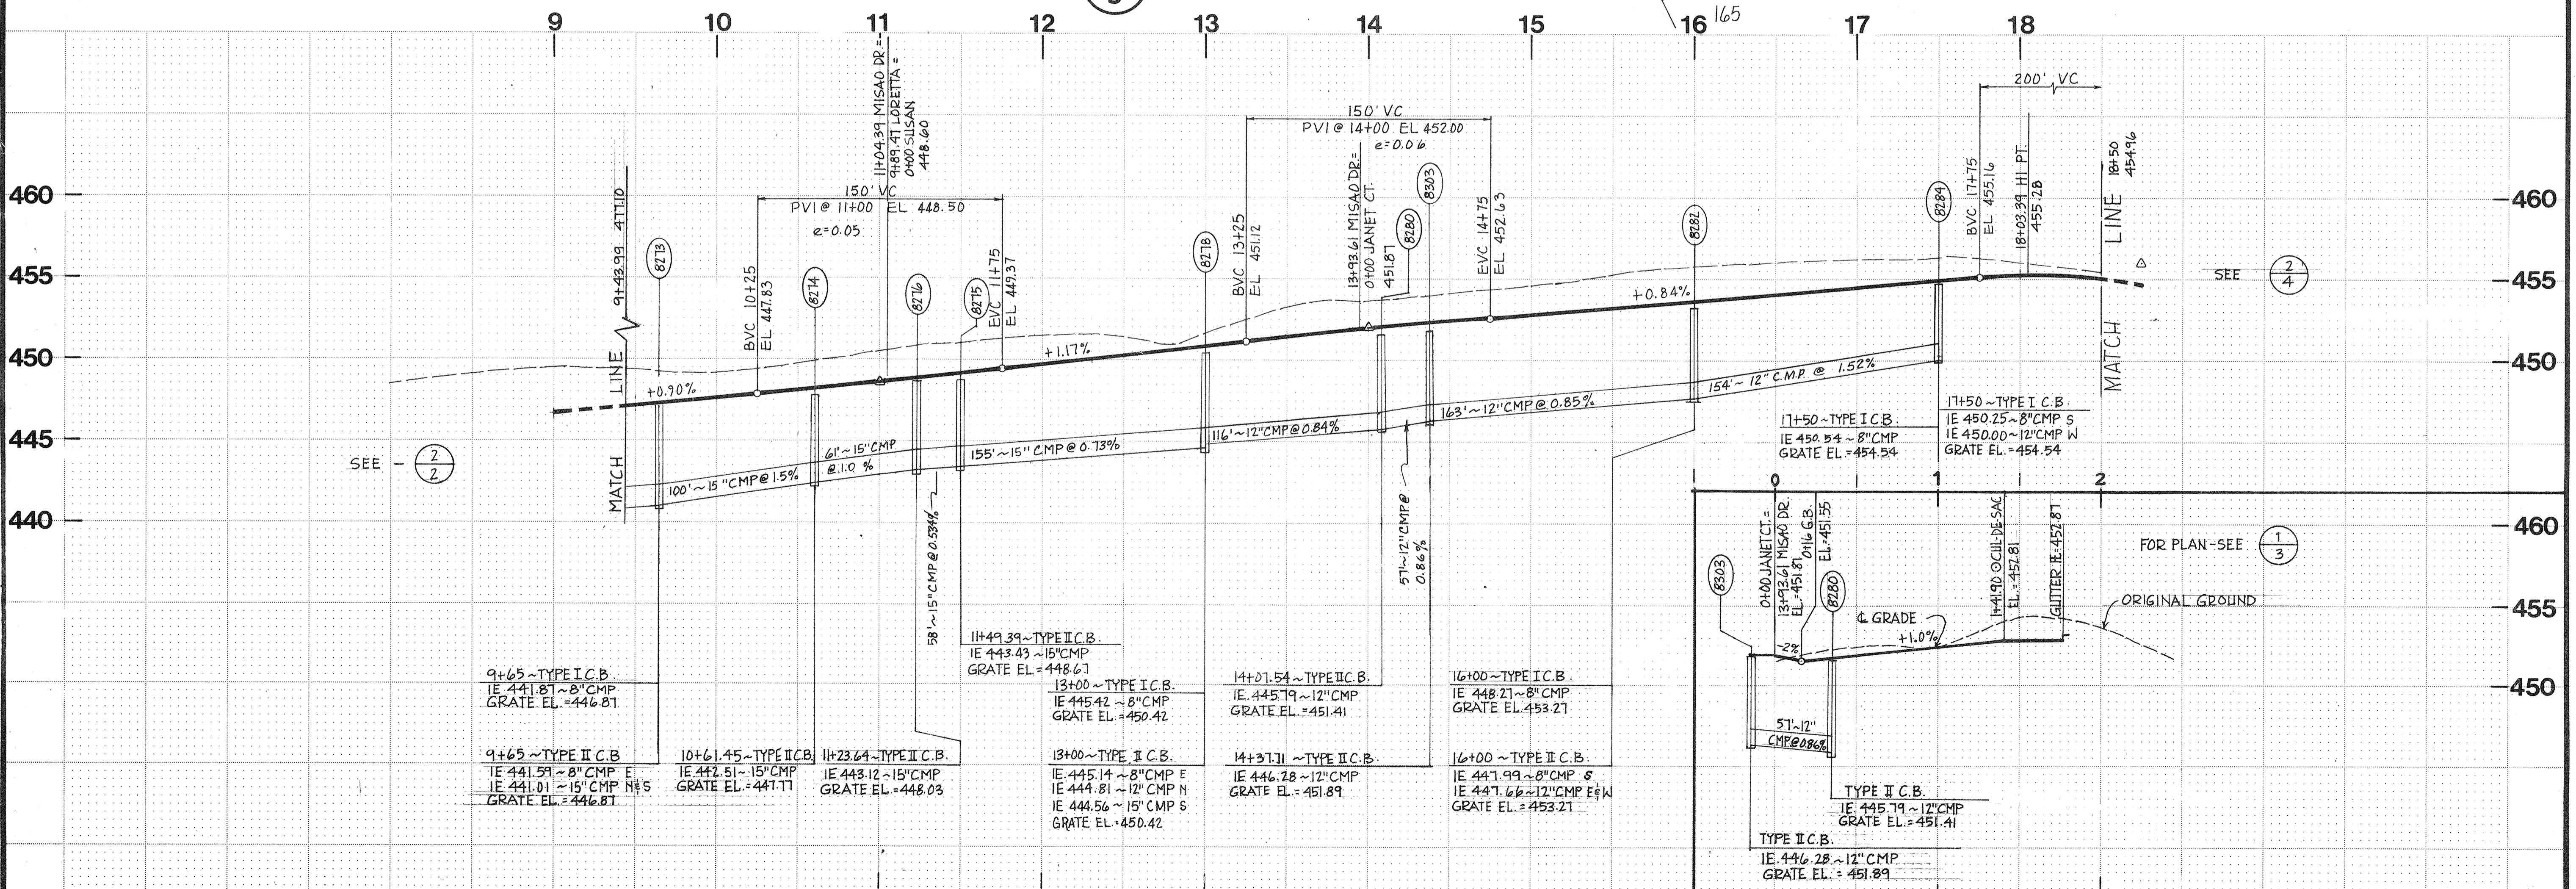 165
9 10 11 12 13 14 15 16 17 18
460
455
450
445
440
460
455
450
SEE - 2/2
MATCH LINE 9+43.99 477.10
8273
+0.90%
BVC 10+25
EL 447.83
150' VC
PVI @ 11+00 EL 448.50
e=0.05
8274
11+04.39 MISAO DR.=
9+89.47 LORETTA =
0+00 SUSAN
448.60
8276
8275
EVC 11+75
EL 449.37
+1.17%
8278
BVC 13+25
EL 451.12
150' VC
PVI @ 14+00 EL 452.00
e=0.06
13+93.61 MISAO DR.=
0+00 JANET CT.
451.87
8280
8303
EVC 14+75
EL 452.63
+0.84%
8282
8284
200' VC
BVC 17+75
EL 455.16
18+03.39 HI PT.
455.28
MATCH LINE
18+50
454.96
SEE 2/4
100'~15"CMP@1.5%
61'~15"CMP
@1.0 %
58'~15"CMP@0.534%
155'~15"CMP@0.73%
116'~12"CMP@0.84%
57'~12"CMP@
0.86%
163'~12"CMP@0.85%
154'~12" C.M.P. @ 1.52%
17+50~TYPE I C.B.
IE 450.54~8"CMP
GRATE EL.=454.54
17+50~TYPE I C.B.
IE 450.25~8"CMP S
IE 450.00~12"CMP W
GRATE EL.=454.54
9+65~TYPE I C.B.
IE 441.87~8"CMP
GRATE EL.=446.87
9+65~TYPE II C.B
IE 441.59~8"CMP E
IE 441.01~15"CMP N&S
GRATE EL.=446.87
10+61.45~TYPE II C.B.
IE 442.51~15"CMP
GRATE EL.=447.77
11+23.64~TYPE II C.B.
IE 443.12~15"CMP
GRATE EL.=448.03
11+49.39~TYPE II C.B.
IE 443.43~15"CMP
GRATE EL.=448.67
13+00~TYPE I C.B.
IE 445.42~8"CMP
GRATE EL.=450.42
13+00~TYPE II C.B.
IE 445.14~8"CMP E
IE 444.81~12"CMP N
IE 444.56~15"CMP S
GRATE EL.=450.42
14+07.54~TYPE II C.B.
IE 445.79~12"CMP
GRATE EL.=451.41
14+37.71~TYPE II C.B.
IE 446.28~12"CMP
GRATE EL.=451.89
16+00~TYPE I C.B.
IE 448.27~8"CMP
GRATE EL.453.27
16+00~TYPE II C.B.
IE 447.99~8"CMP S
IE 447.66~12"CMP E&W
GRATE EL.=453.27
0 1 2
460
455
450
8303
0+00 JANET CT.=
13+93.61 MISAO DR.
EL.=451.87
0+16 G.B.
EL=451.55
8280
-2%
℄ GRADE
+1.0%
1+41.90 ⊙ CUL-DE-SAC
EL.=452.81
GUTTER IE=452.87
FOR PLAN-SEE 1/3
ORIGINAL GROUND
57'~12"
CMP@0.86%
TYPE II C.B.
IE.445.79~12"CMP
GRATE EL.=451.41
TYPE II C.B.
IE.446.28~12"CMP
GRATE EL.=451.89